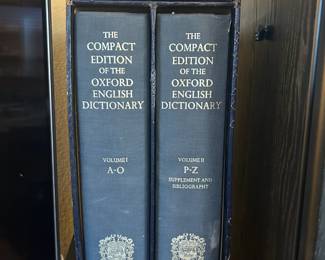 THE
COMPACT
EDITION
OF THE
OXFORD
ENGLISH
DICTIONARY
VOLUME I
A-O
THE
COMPACT
EDITION
OF THE
OXFORD
ENGLISH
DICTIONARY
VOLUME II
P-Z
SUPPLEMENT AND
BIBLIOGRAPHY